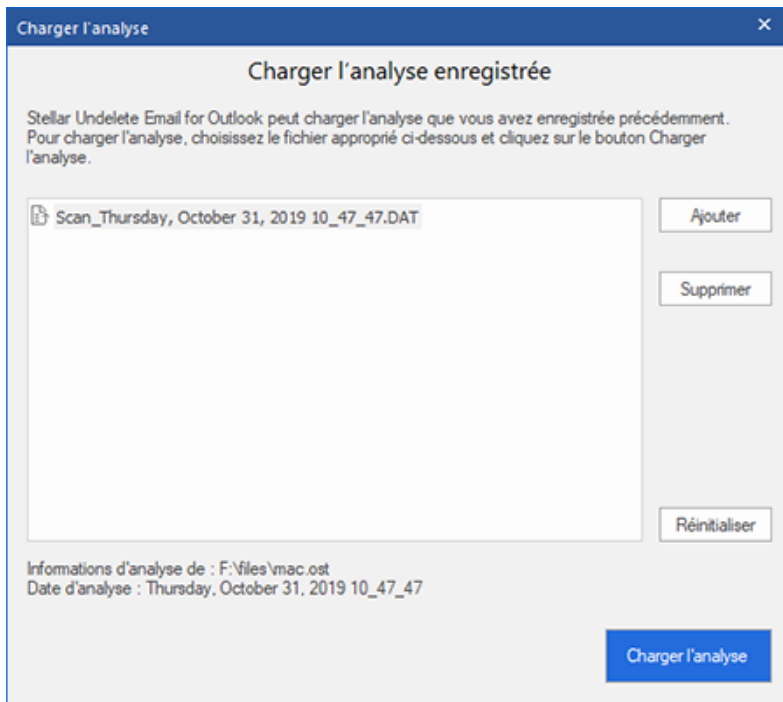 Charger l'analyse
Charger l'analyse enregistrée
Stellar Undelete Email for Outlook peut charger l'analyse que vous avez enregistrée précédemment.
Pour charger l'analyse, choisissez le fichier approprié ci-dessous et cliquez sur le bouton Charger
l'analyse.
Scan_Thursday, October 31, 2019 10_47_47.DAT
Ajouter
Supprimer
Réinitialiser
Informations d'analyse de : F:\files\mac.ost
Date d'analyse : Thursday, October 31, 2019 10_47_47
Charger l'analyse